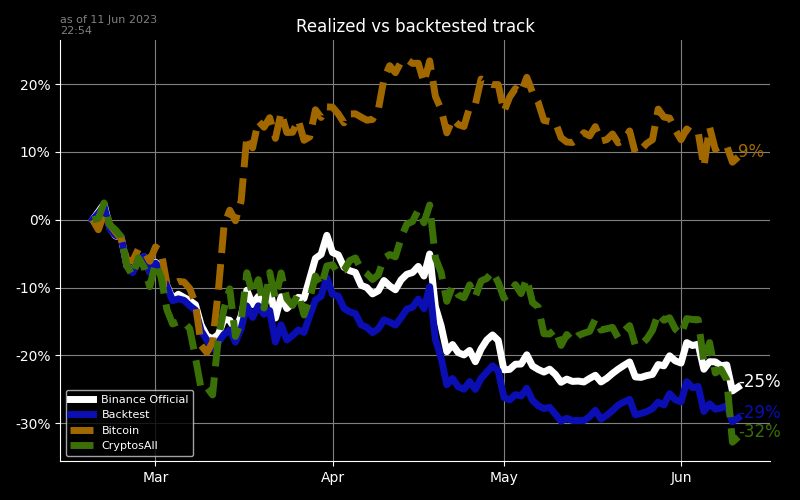 as of 11 Jun 2023
22:54
Realized vs backtested track
20%
10%
0%
-10%
-20%
-30%
9%
-25%
-29%
-32%
Binance Official
Backtest
Bitcoin
CryptosAll
Mar
Apr
May
Jun